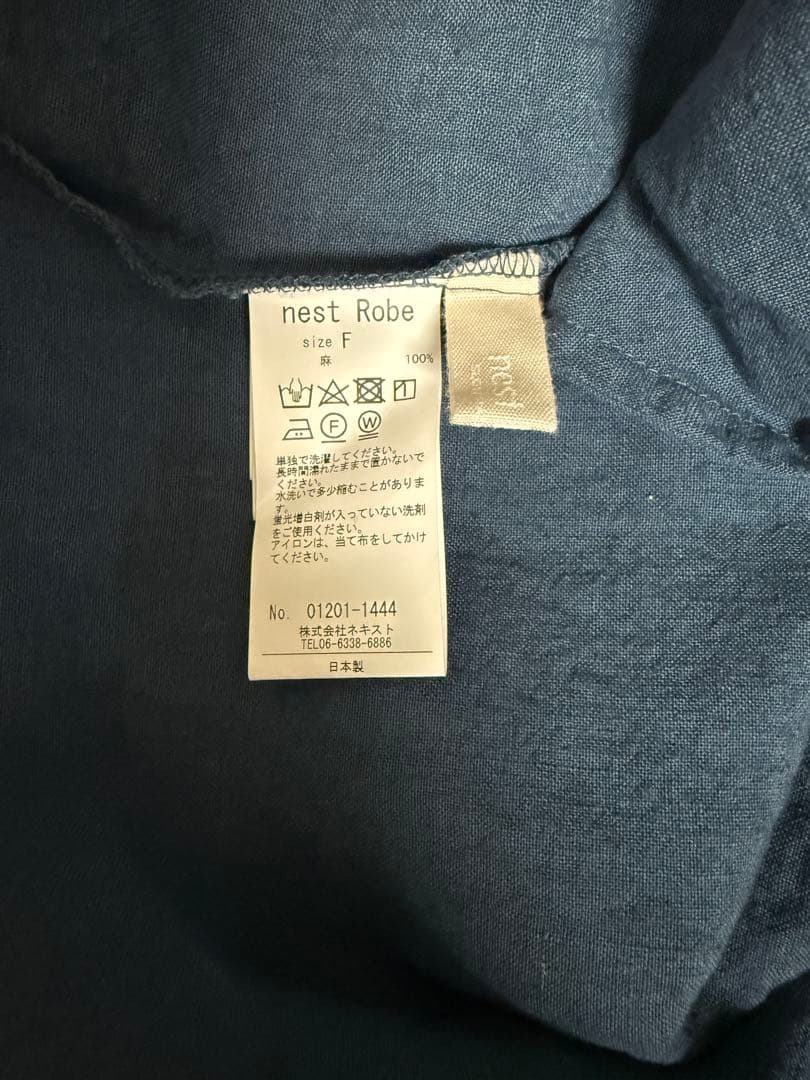 nest Robe
size F
麻 100%
F W
単独で洗濯してください。
長時間濡れたままで置かないで
ください。
水洗いで多少縮むことがありま
す。
蛍光増白剤が入っていない洗剤
をご使用ください。
アイロンは、当て布をしてかけ
てください。
No. 01201-1444
株式会社ネキスト
TEL06-6338-6886
日本製
nest